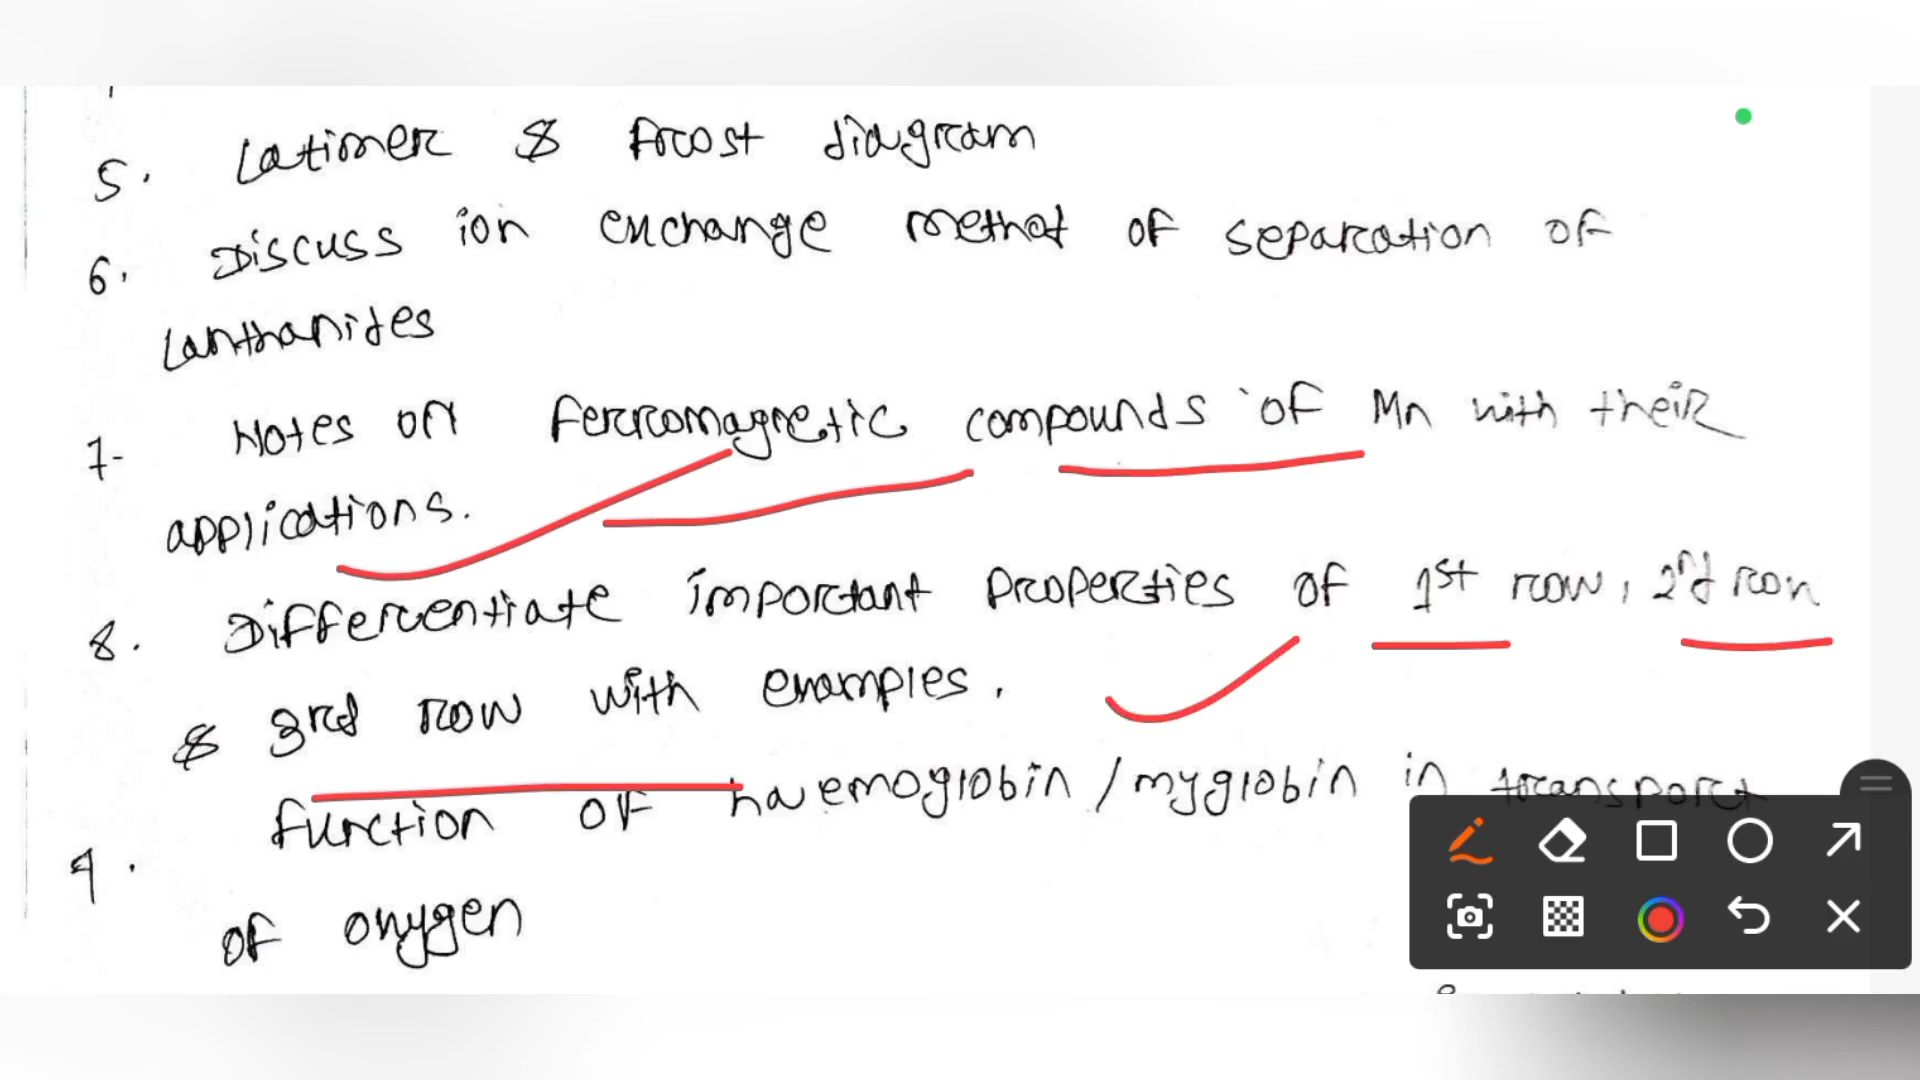 5. Latimer & frost diagram
6. Discuss ion exchange method of separation of
Lanthanides
7- Notes on ferromagnetic compounds of Mn with their
applications.
8. Differentiate important properties of 1st row, 2nd row
& 3rd row with examples.
9. function of haemoglobin / myglobin in transport
of oxygen